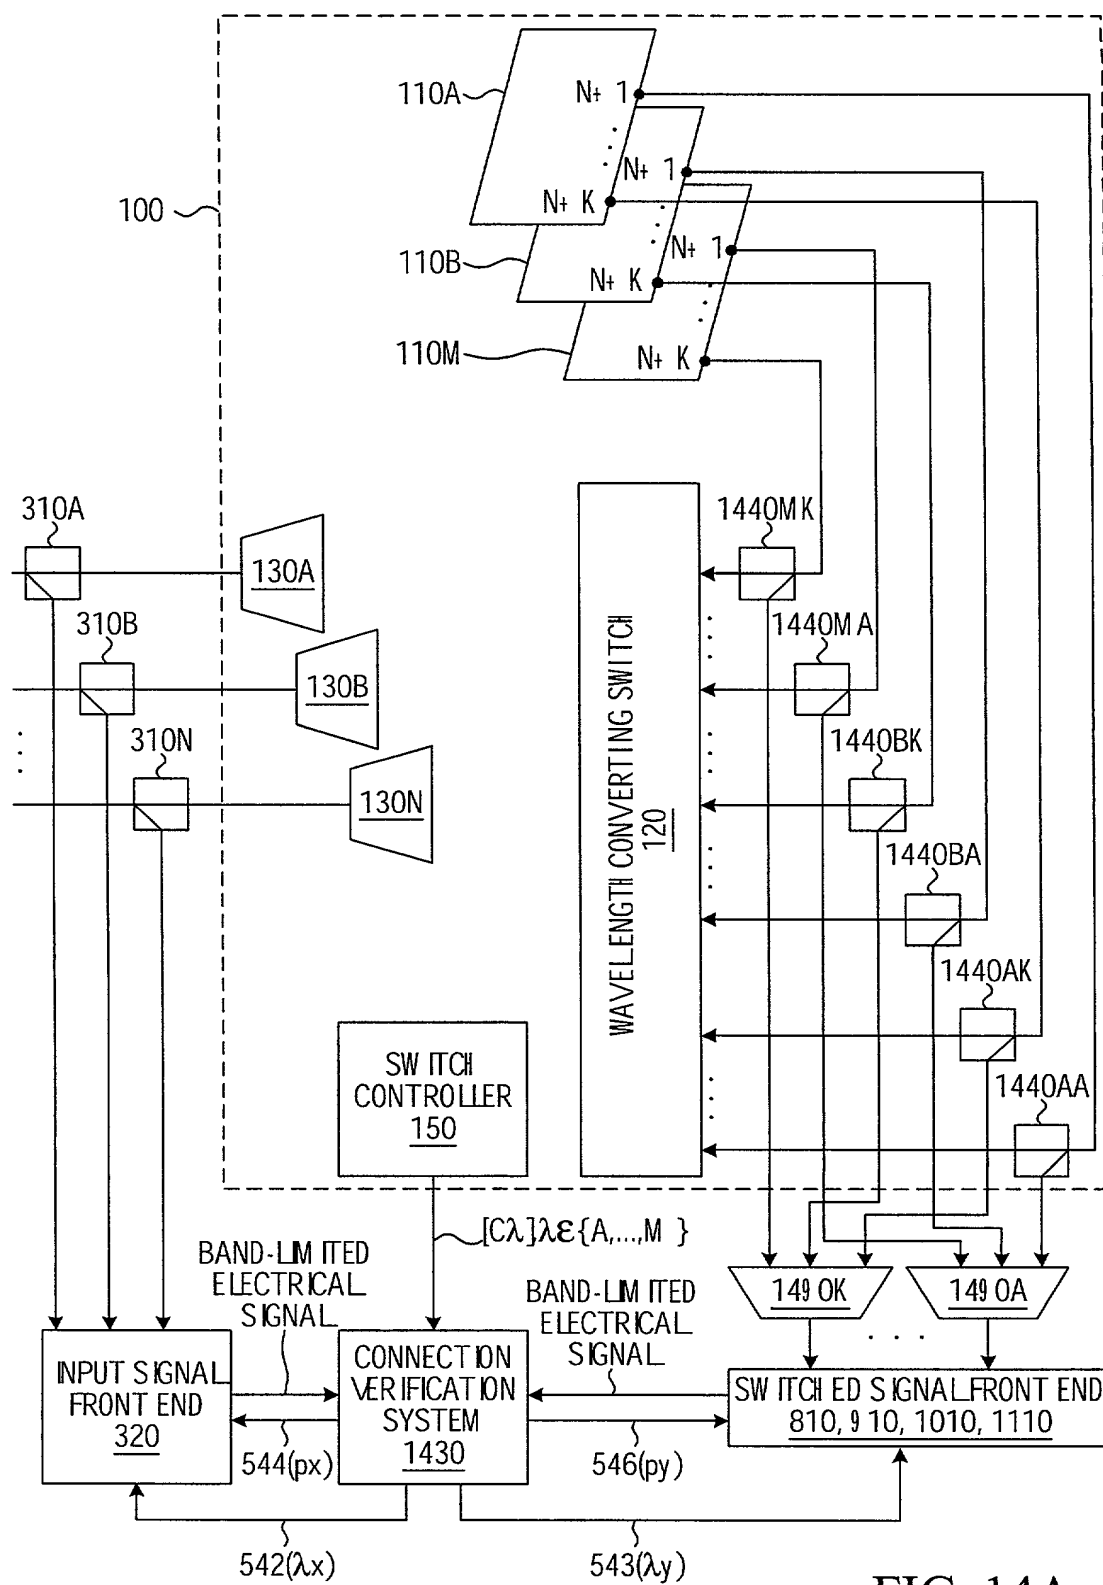 110A
N+ 1
N+ 1
100
N+ K
N+ 1
110B
N+ K
110M
N+ K
310A
1440MK
130A
310B
1440MA
130B
310N
1440BK
130N
WAVELENGTH CONVERTING SWITCH
120
1440BA
1440AK
SWITCH
CONTROLLER
150
1440AA
[Cλ]λε{A,...,M }
BAND-LIMITED
ELECTRICAL
SIGNAL
BAND-LIMITED
ELECTRICAL
SIGNAL
1490K
1490A
INPUT SIGNAL
FRONT END
320
CONNECTION
VERIFICATION
SYSTEM
1430
SWITCHED SIGNAL FRONT END
810, 910, 1010, 1110
544(px)
546(py)
542(λx)
543(λy)